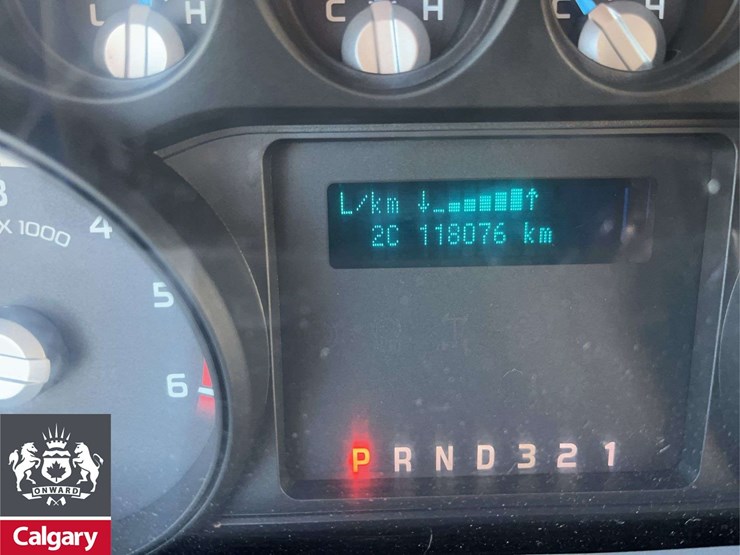 L H
C H
C H
3
X 1000
4
5
6
L/km
2C 118076 km
P R N D 3 2 1
ONWARD
Calgary